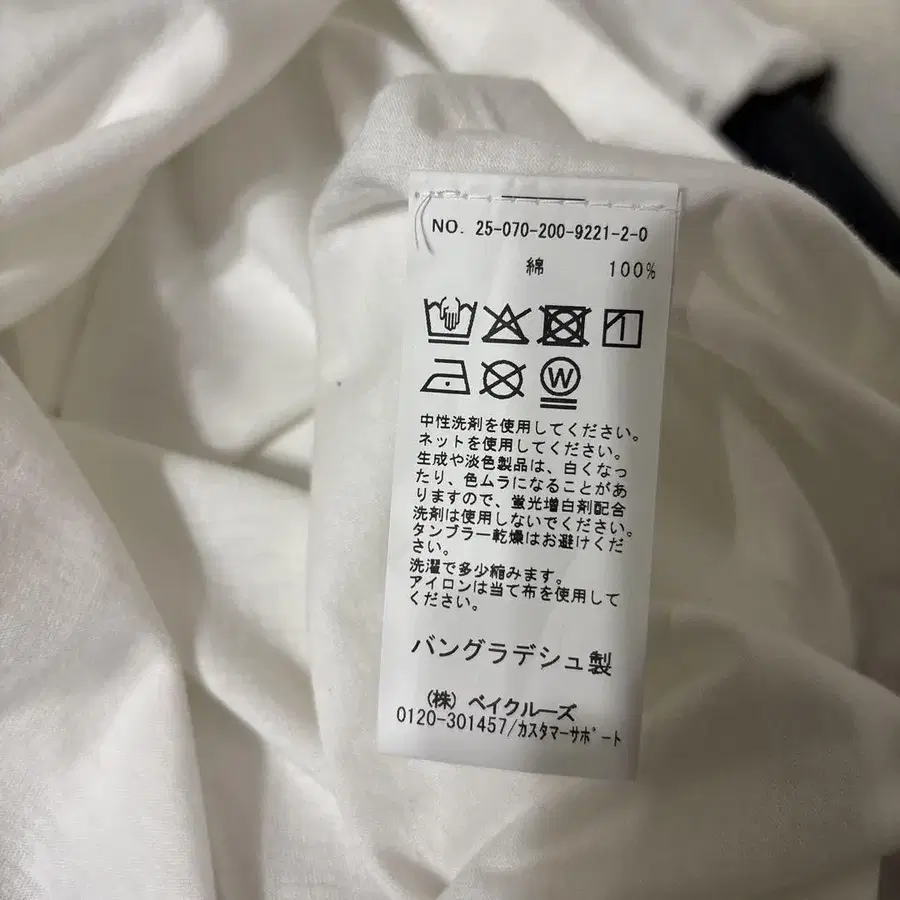 NO. 25-070-200-9221-2-0
綿 100%
W
中性洗剤を使用してください。
ネットを使用してください。
生成や淡色製品は、白くなっ
たり、色ムラになることがあ
りますので、蛍光増白剤配合
洗剤は使用しないでください。
タンブラー乾燥はお避けくだ
さい。
洗濯で多少縮みます。
アイロンは当て布を使用して
ください。
バングラデシュ製
(株) ベイクルーズ
0120-301457/カスタマーサポート